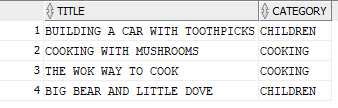 TITLE CATEGORY
1 BUILDING A CAR WITH TOOTHPICKS CHILDREN
2 COOKING WITH MUSHROOMS COOKING
3 THE WOK WAY TO COOK COOKING
4 BIG BEAR AND LITTLE DOVE CHILDREN